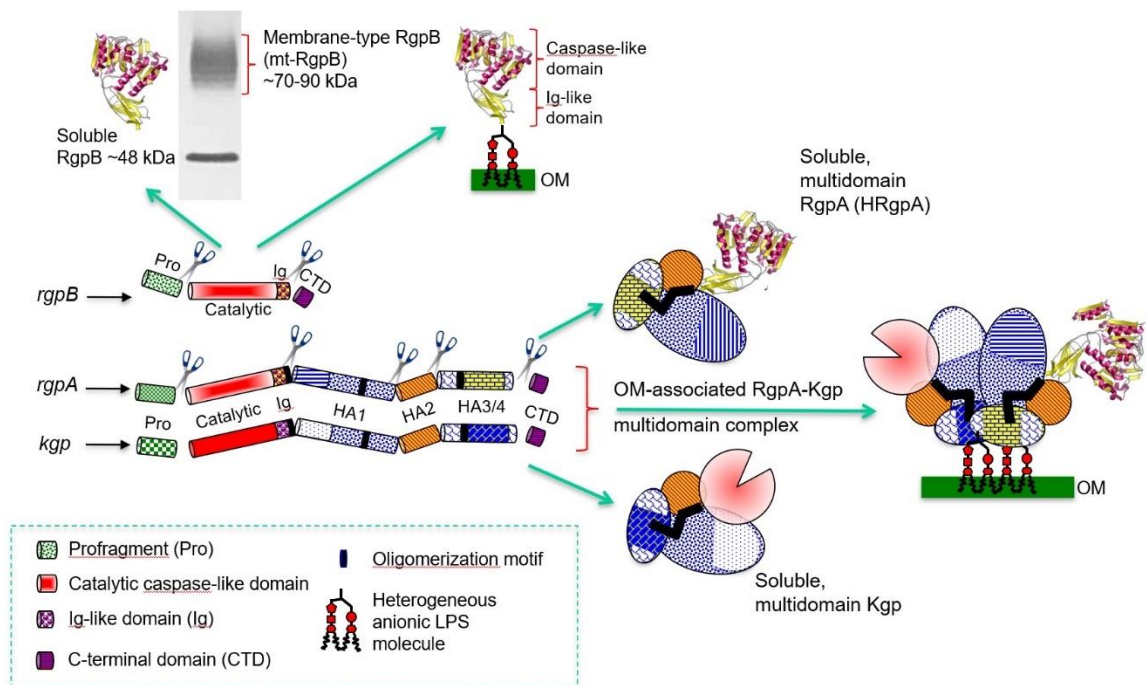 Membrane-type RgpB
(mt-RgpB)
~70-90 kDa
Soluble
RgpB ~48 kDa
Caspase-like
domain
Ig-like
domain
OM
Soluble,
multidomain
RgpA (HRgpA)
Pro
Ig
CTD
rgpB
Catalytic
rgpA
Pro
Catalytic
Ig
HA1
HA2
HA3/4
CTD
kgp
OM-associated RgpA-Kgp
multidomain complex
OM
Soluble,
multidomain Kgp
Profragment (Pro)
Catalytic caspase-like domain
Ig-like domain (Ig)
C-terminal domain (CTD)
Oligomerization motif
Heterogeneous
anionic LPS
molecule